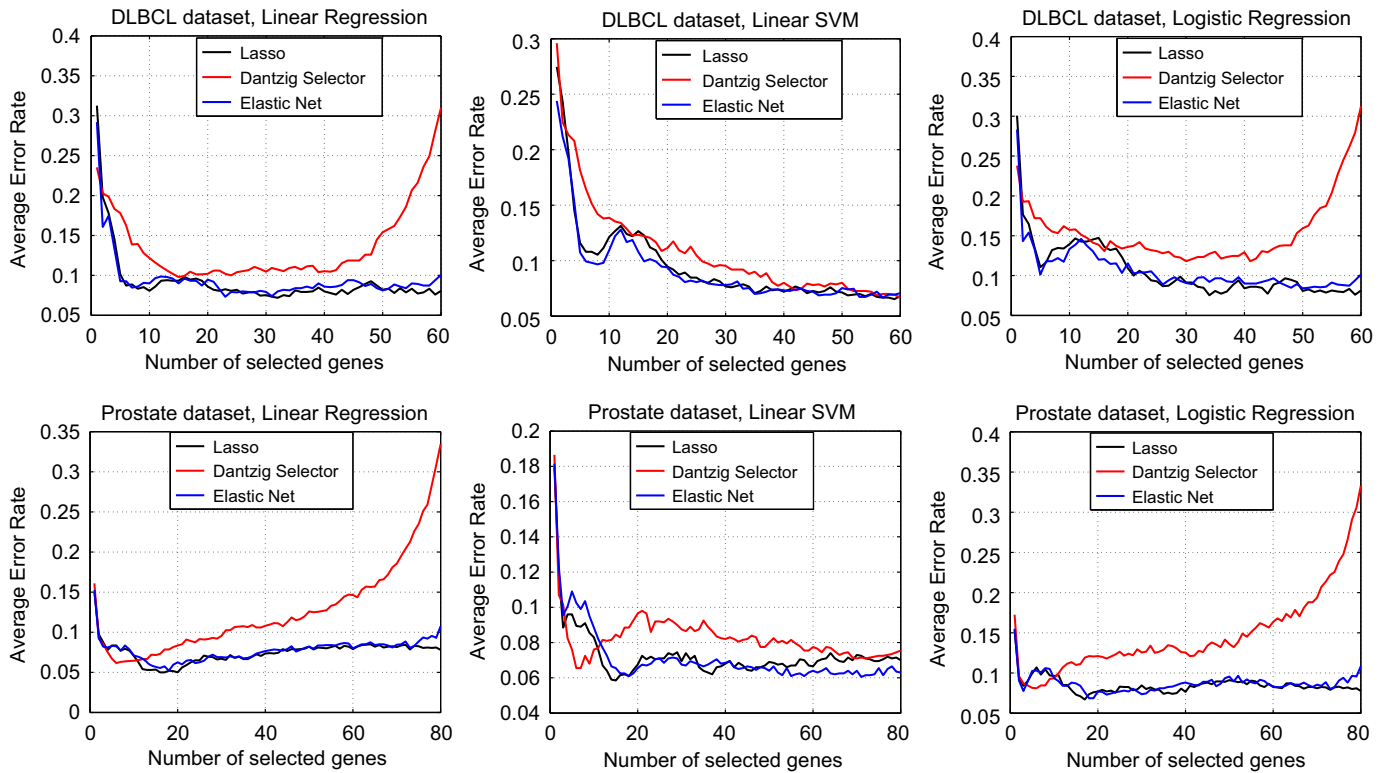 DLBCL dataset, Linear Regression
0.4
0.35
0.3
0.25
0.2
0.15
0.1
0.05
Average Error Rate
Lasso
Dantzig Selector
Elastic Net
0 10 20 30 40 50 60
Number of selected genes
DLBCL dataset, Linear SVM
0.3
0.25
0.2
0.15
0.1
0.05
Average Error Rate
Lasso
Dantzig Selector
Elastic Net
0 10 20 30 40 50 60
Number of selected genes
DLBCL dataset, Logistic Regression
0.4
0.35
0.3
0.25
0.2
0.15
0.1
0.05
Average Error Rate
Lasso
Dantzig Selector
Elastic Net
0 10 20 30 40 50 60
Number of selected genes
Prostate dataset, Linear Regression
0.35
0.3
0.25
0.2
0.15
0.1
0.05
0
Average Error Rate
Lasso
Dantzig Selector
Elastic Net
0 20 40 60 80
Number of selected genes
Prostate dataset, Linear SVM
0.2
0.18
0.16
0.14
0.12
0.1
0.08
0.06
0.04
Average Error Rate
Lasso
Dantzig Selector
Elastic Net
0 20 40 60 80
Number of selected genes
Prostate dataset, Logistic Regression
0.4
0.35
0.3
0.25
0.2
0.15
0.1
0.05
Average Error Rate
Lasso
Dantzig Selector
Elastic Net
0 20 40 60 80
Number of selected genes